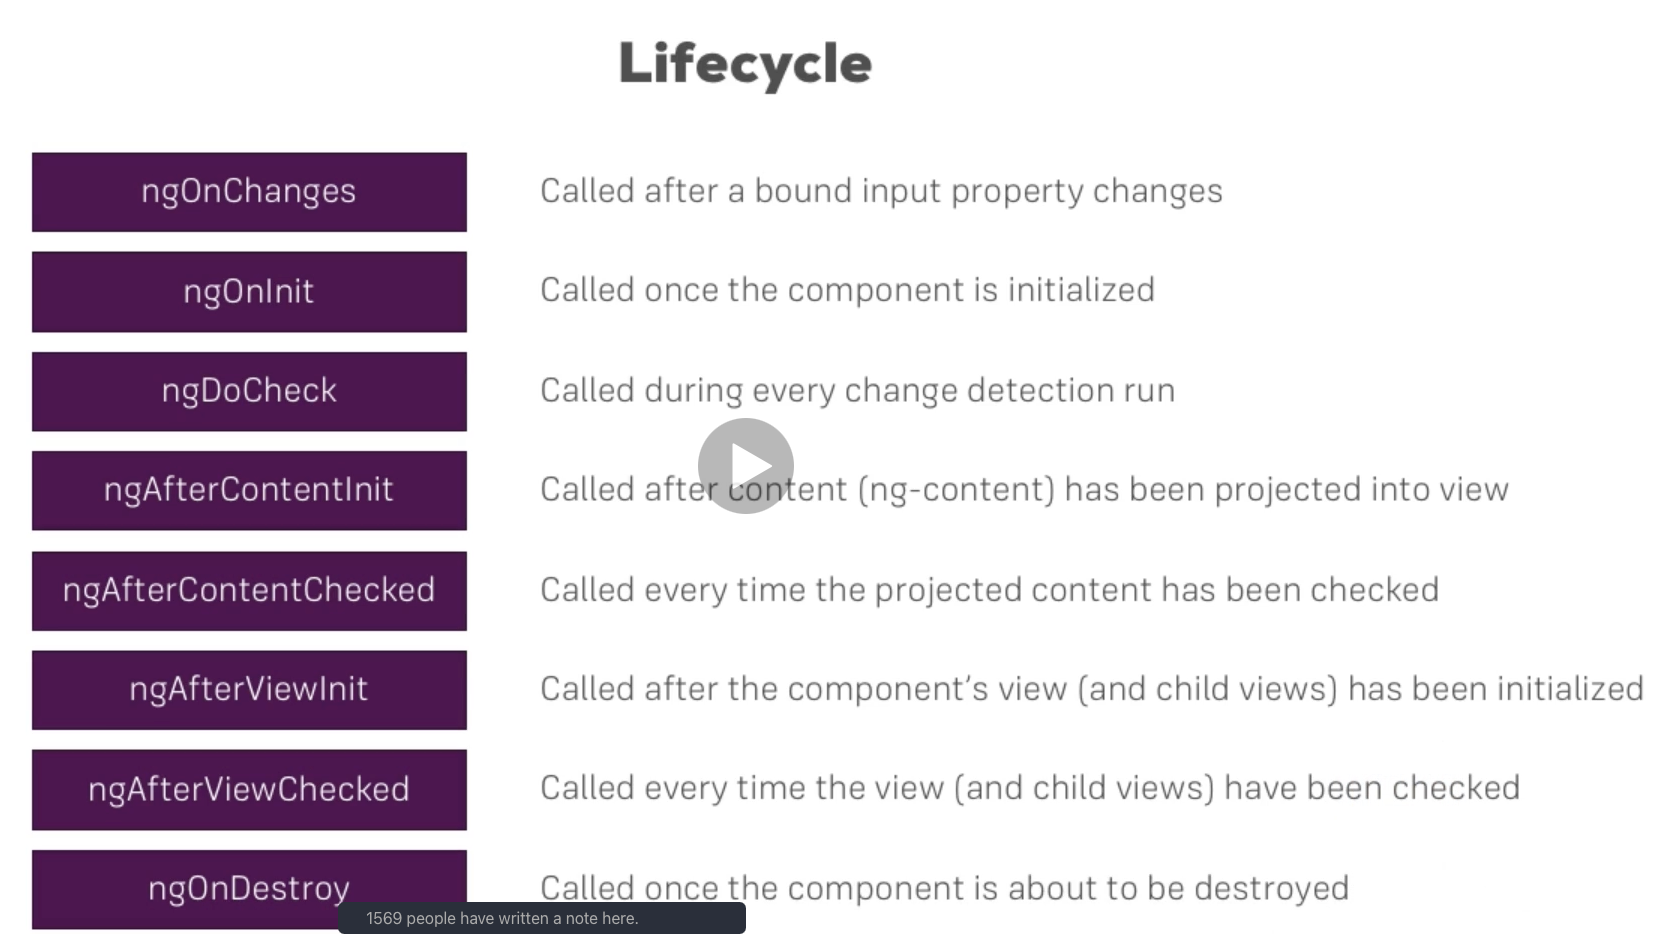 Lifecycle
ngOnChanges
Called after a bound input property changes
ngOnInit
Called once the component is initialized
ngDoCheck
Called during every change detection run
ngAfterContentInit
Called after content (ng-content) has been projected into view
ngAfterContentChecked
Called every time the projected content has been checked
ngAfterViewInit
Called after the component’s view (and child views) has been initialized
ngAfterViewChecked
Called every time the view (and child views) have been checked
ngOnDestroy
Called once the component is about to be destroyed
1569 people have written a note here.